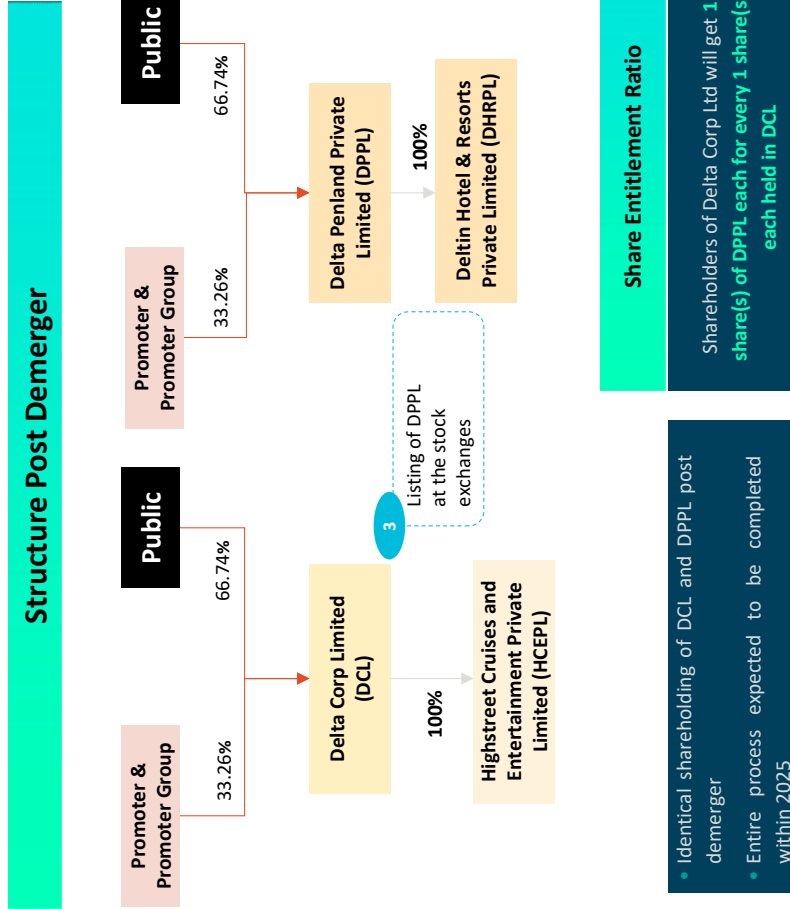 Structure Post Demerger
Promoter &
Promoter Group
Public
33.26%
66.74%
Delta Corp Limited
(DCL)
100%
Highstreet Cruises and
Entertainment Private
Limited (HCEPL)
3
Listing of DPPL
at the stock
exchanges
Promoter &
Promoter Group
Public
33.26%
66.74%
Delta Penland Private
Limited (DPPL)
100%
Deltin Hotel & Resorts
Private Limited (DHRPL)
• Identical shareholding of DCL and DPPL post
demerger
• Entire process expected to be completed
within 2025
Share Entitlement Ratio
Shareholders of Delta Corp Ltd will get 1
share(s) of DPPL each for every 1 share(s)
each held in DCL